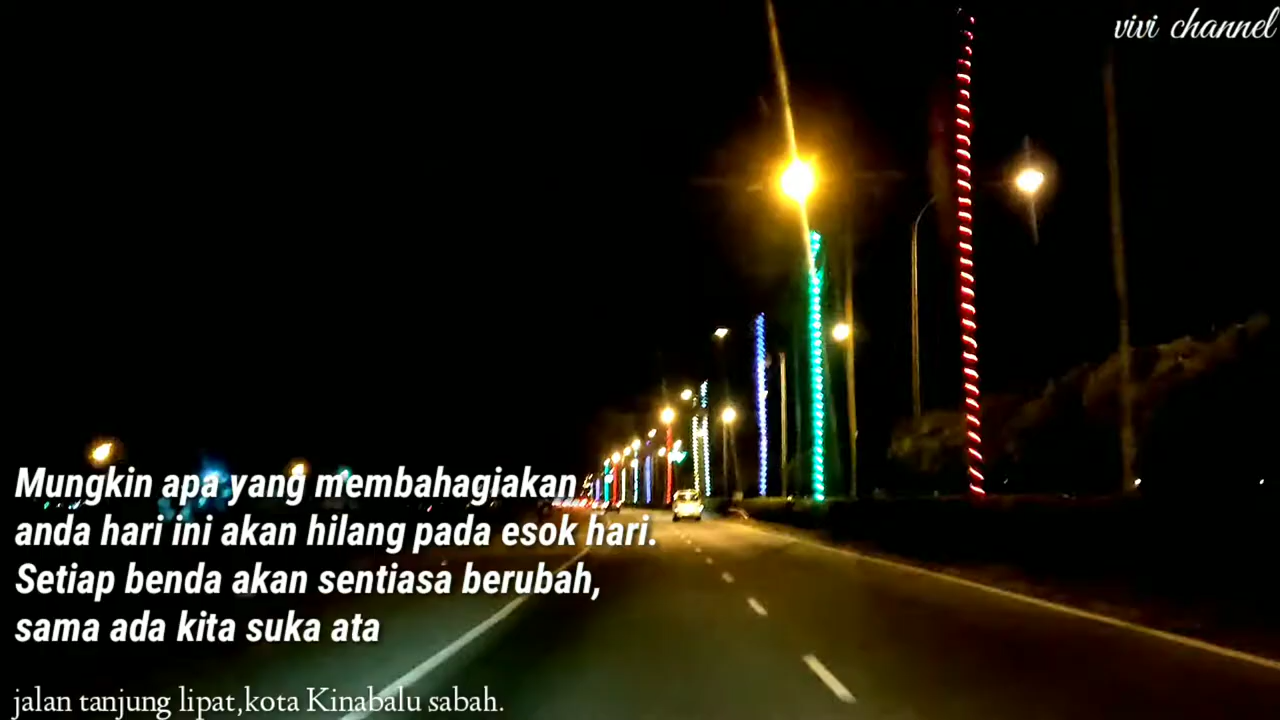 vivi channel
Mungkin apa yang membahagiakan
anda hari ini akan hilang pada esok hari.
Setiap benda akan sentiasa berubah,
sama ada kita suka ata
jalan tanjung lipat,kota Kinabalu sabah.